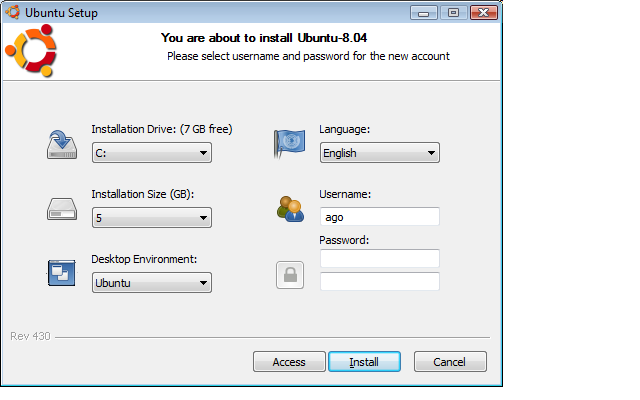 Ubuntu Setup
You are about to install Ubuntu-8.04
Please select username and password for the new account
Installation Drive: (7 GB free)
C:
Language:
English
Installation Size (GB):
5
Username:
ago
Desktop Environment:
Ubuntu
Password:
Rev 430
Access
Install
Cancel